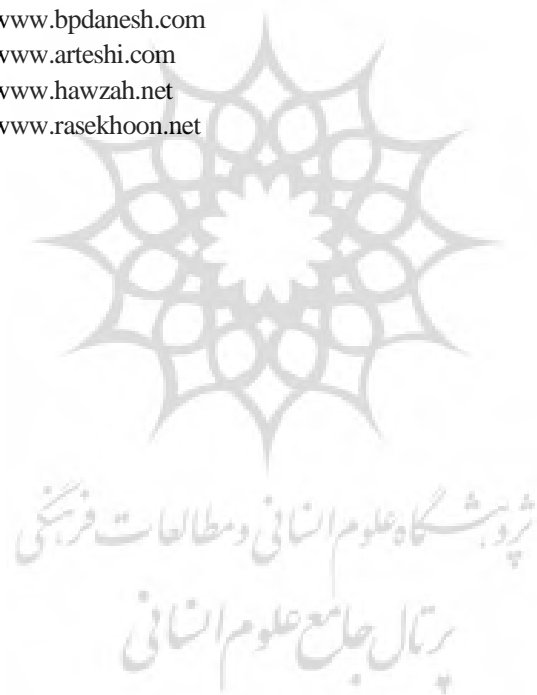 www.bpdanesh.com
www.arteshi.com
www.hawzah.net
www.rasekhoon.net
پژوهشگاه علوم انسانی و مطالعات فرهنگی
پرتال جامع علوم انسانی